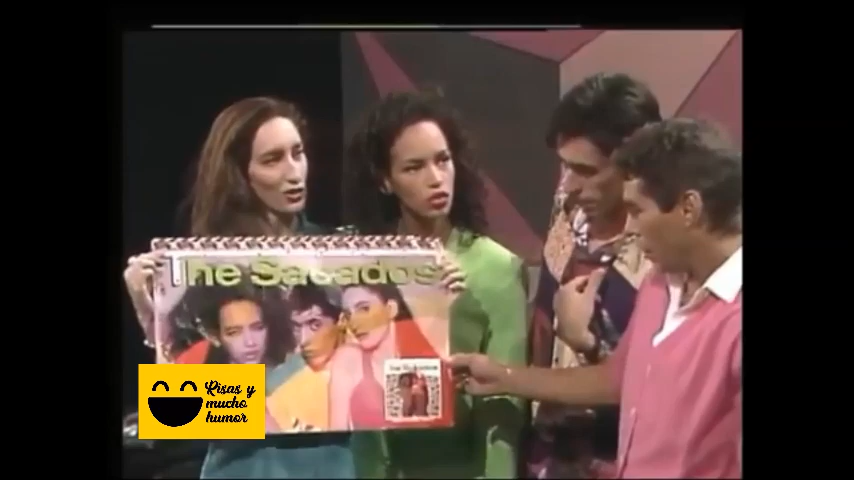 The Sacados
Risas y
mucho
humor